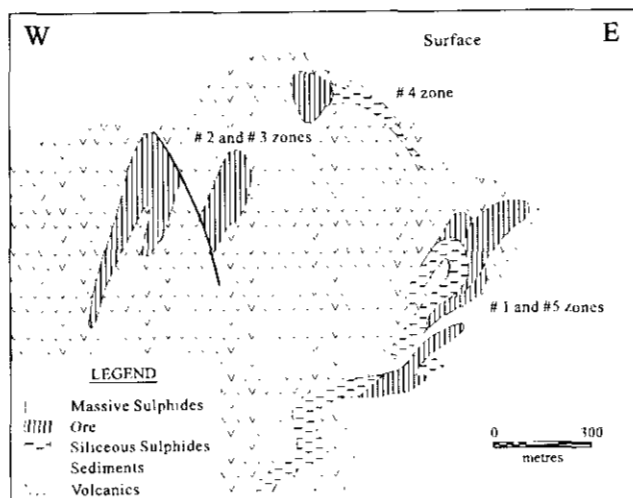 W
E
Surface
# 4 zone
# 2 and # 3 zones
# 1 and #5 zones
LEGEND
Massive Sulphides
Ore
Siliceous Sulphides
Sediments
Volcanics
0 300
metres